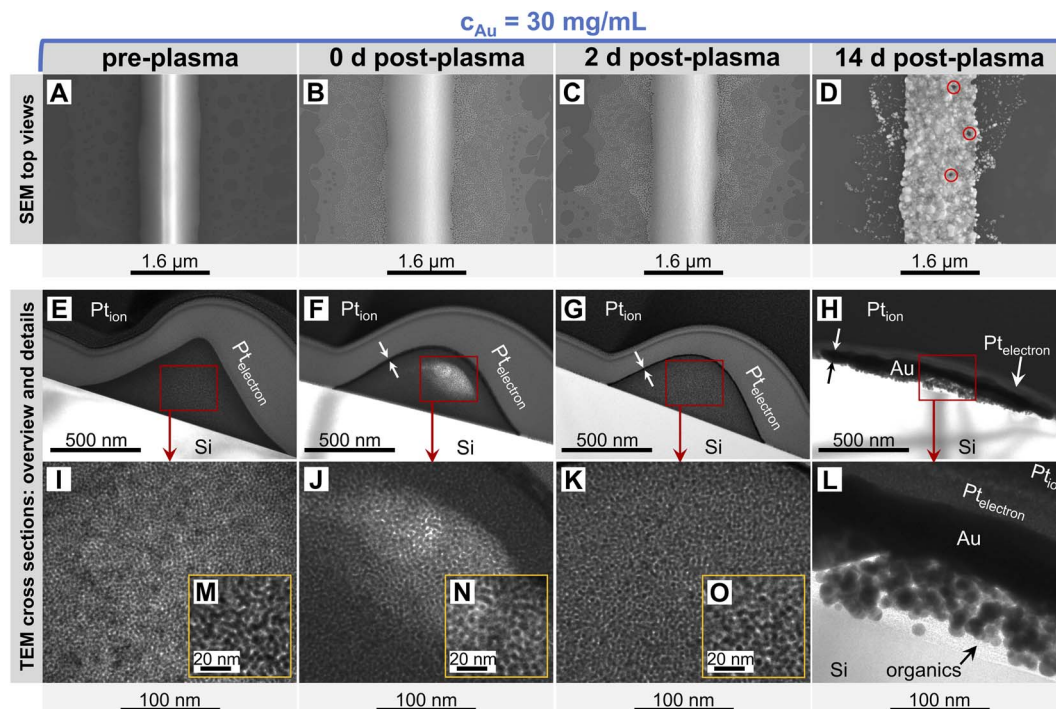 c_Au = 30 mg/mL
pre-plasma
0 d post-plasma
2 d post-plasma
14 d post-plasma
SEM top views
A
B
C
D
1.6 µm
1.6 µm
1.6 µm
1.6 µm
TEM cross sections: overview and details
E
Pt_ion
Pt_electron
500 nm
Si
F
Pt_ion
Pt_electron
500 nm
Si
G
Pt_ion
Pt_electron
500 nm
Si
H
Pt_ion
Pt_electron
Au
500 nm
Si
I
M
20 nm
100 nm
J
N
20 nm
100 nm
K
O
20 nm
100 nm
L
Pt_io
Pt_electron
Au
Si
organics
100 nm